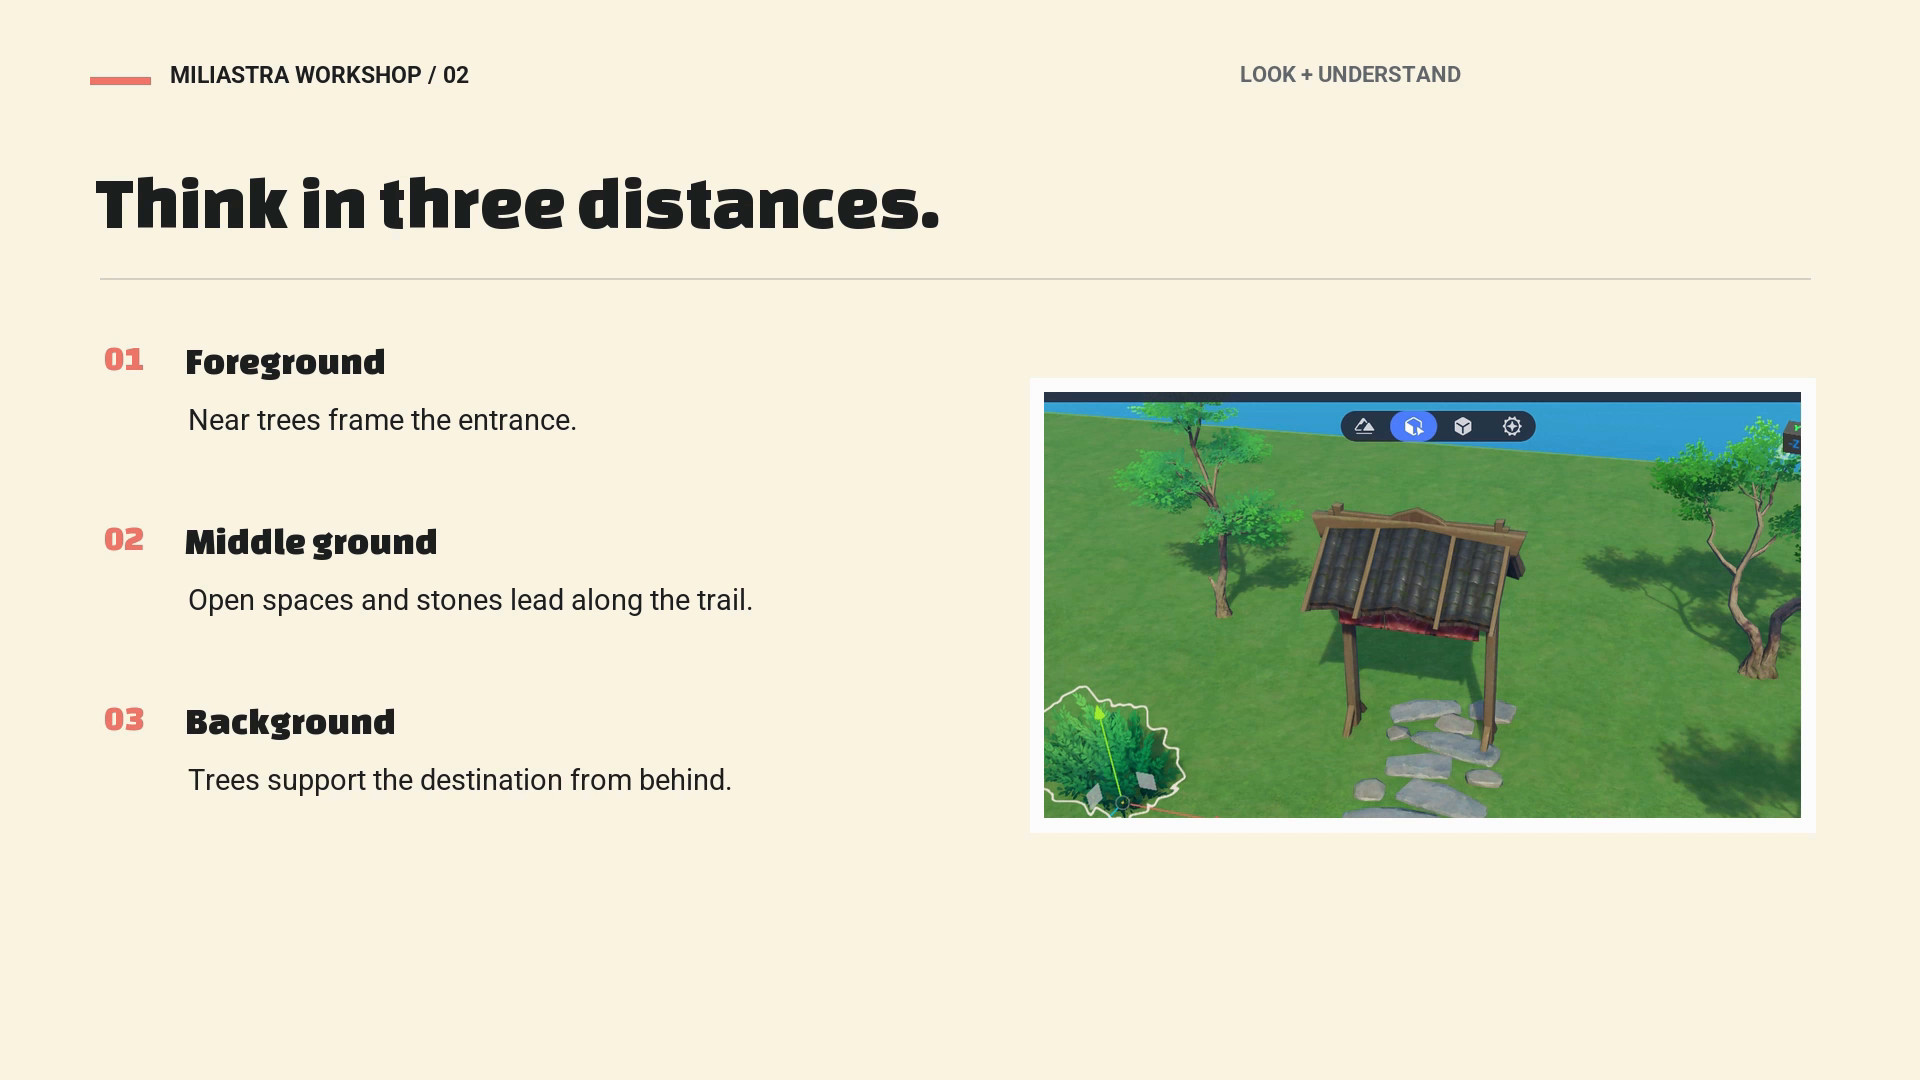 MILIASTRA WORKSHOP / 02
LOOK + UNDERSTAND
Think in three distances.
01 Foreground
Near trees frame the entrance.
02 Middle ground
Open spaces and stones lead along the trail.
03 Background
Trees support the destination from behind.
Y
-Z